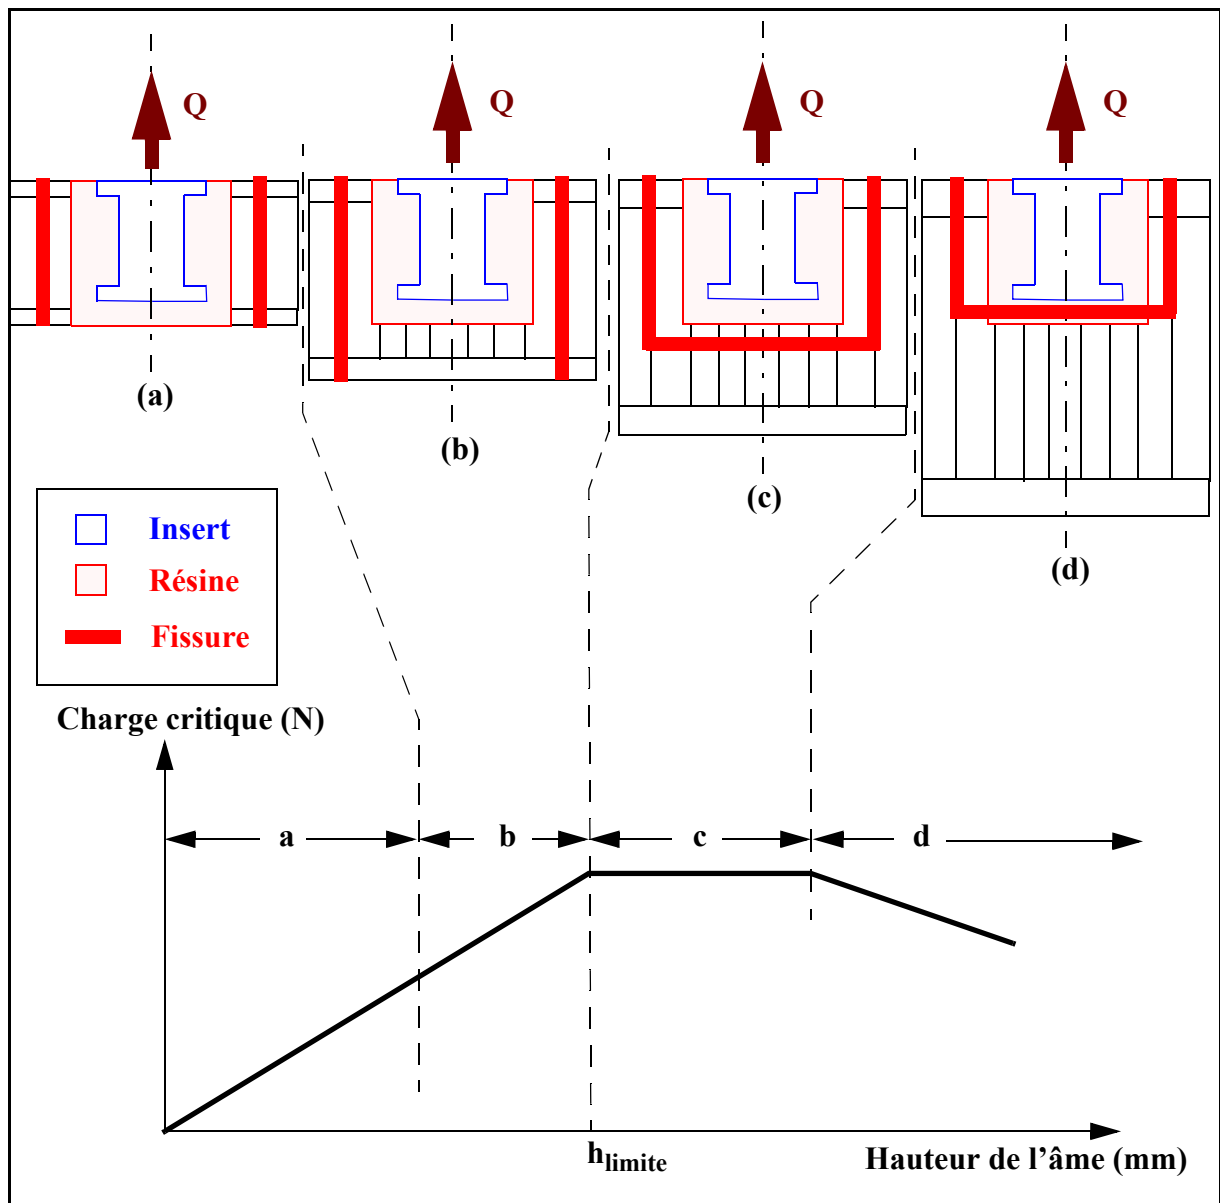 Q
Q
Q
Q
(a)
(b)
(c)
(d)
Insert
Résine
Fissure
Charge critique (N)
a
b
c
d
hlimite
Hauteur de l’âme (mm)